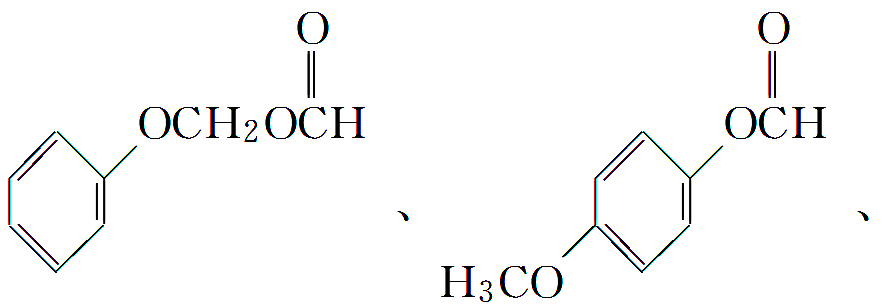 O O
OCH₂OCH OCH
、 、
H₃CO